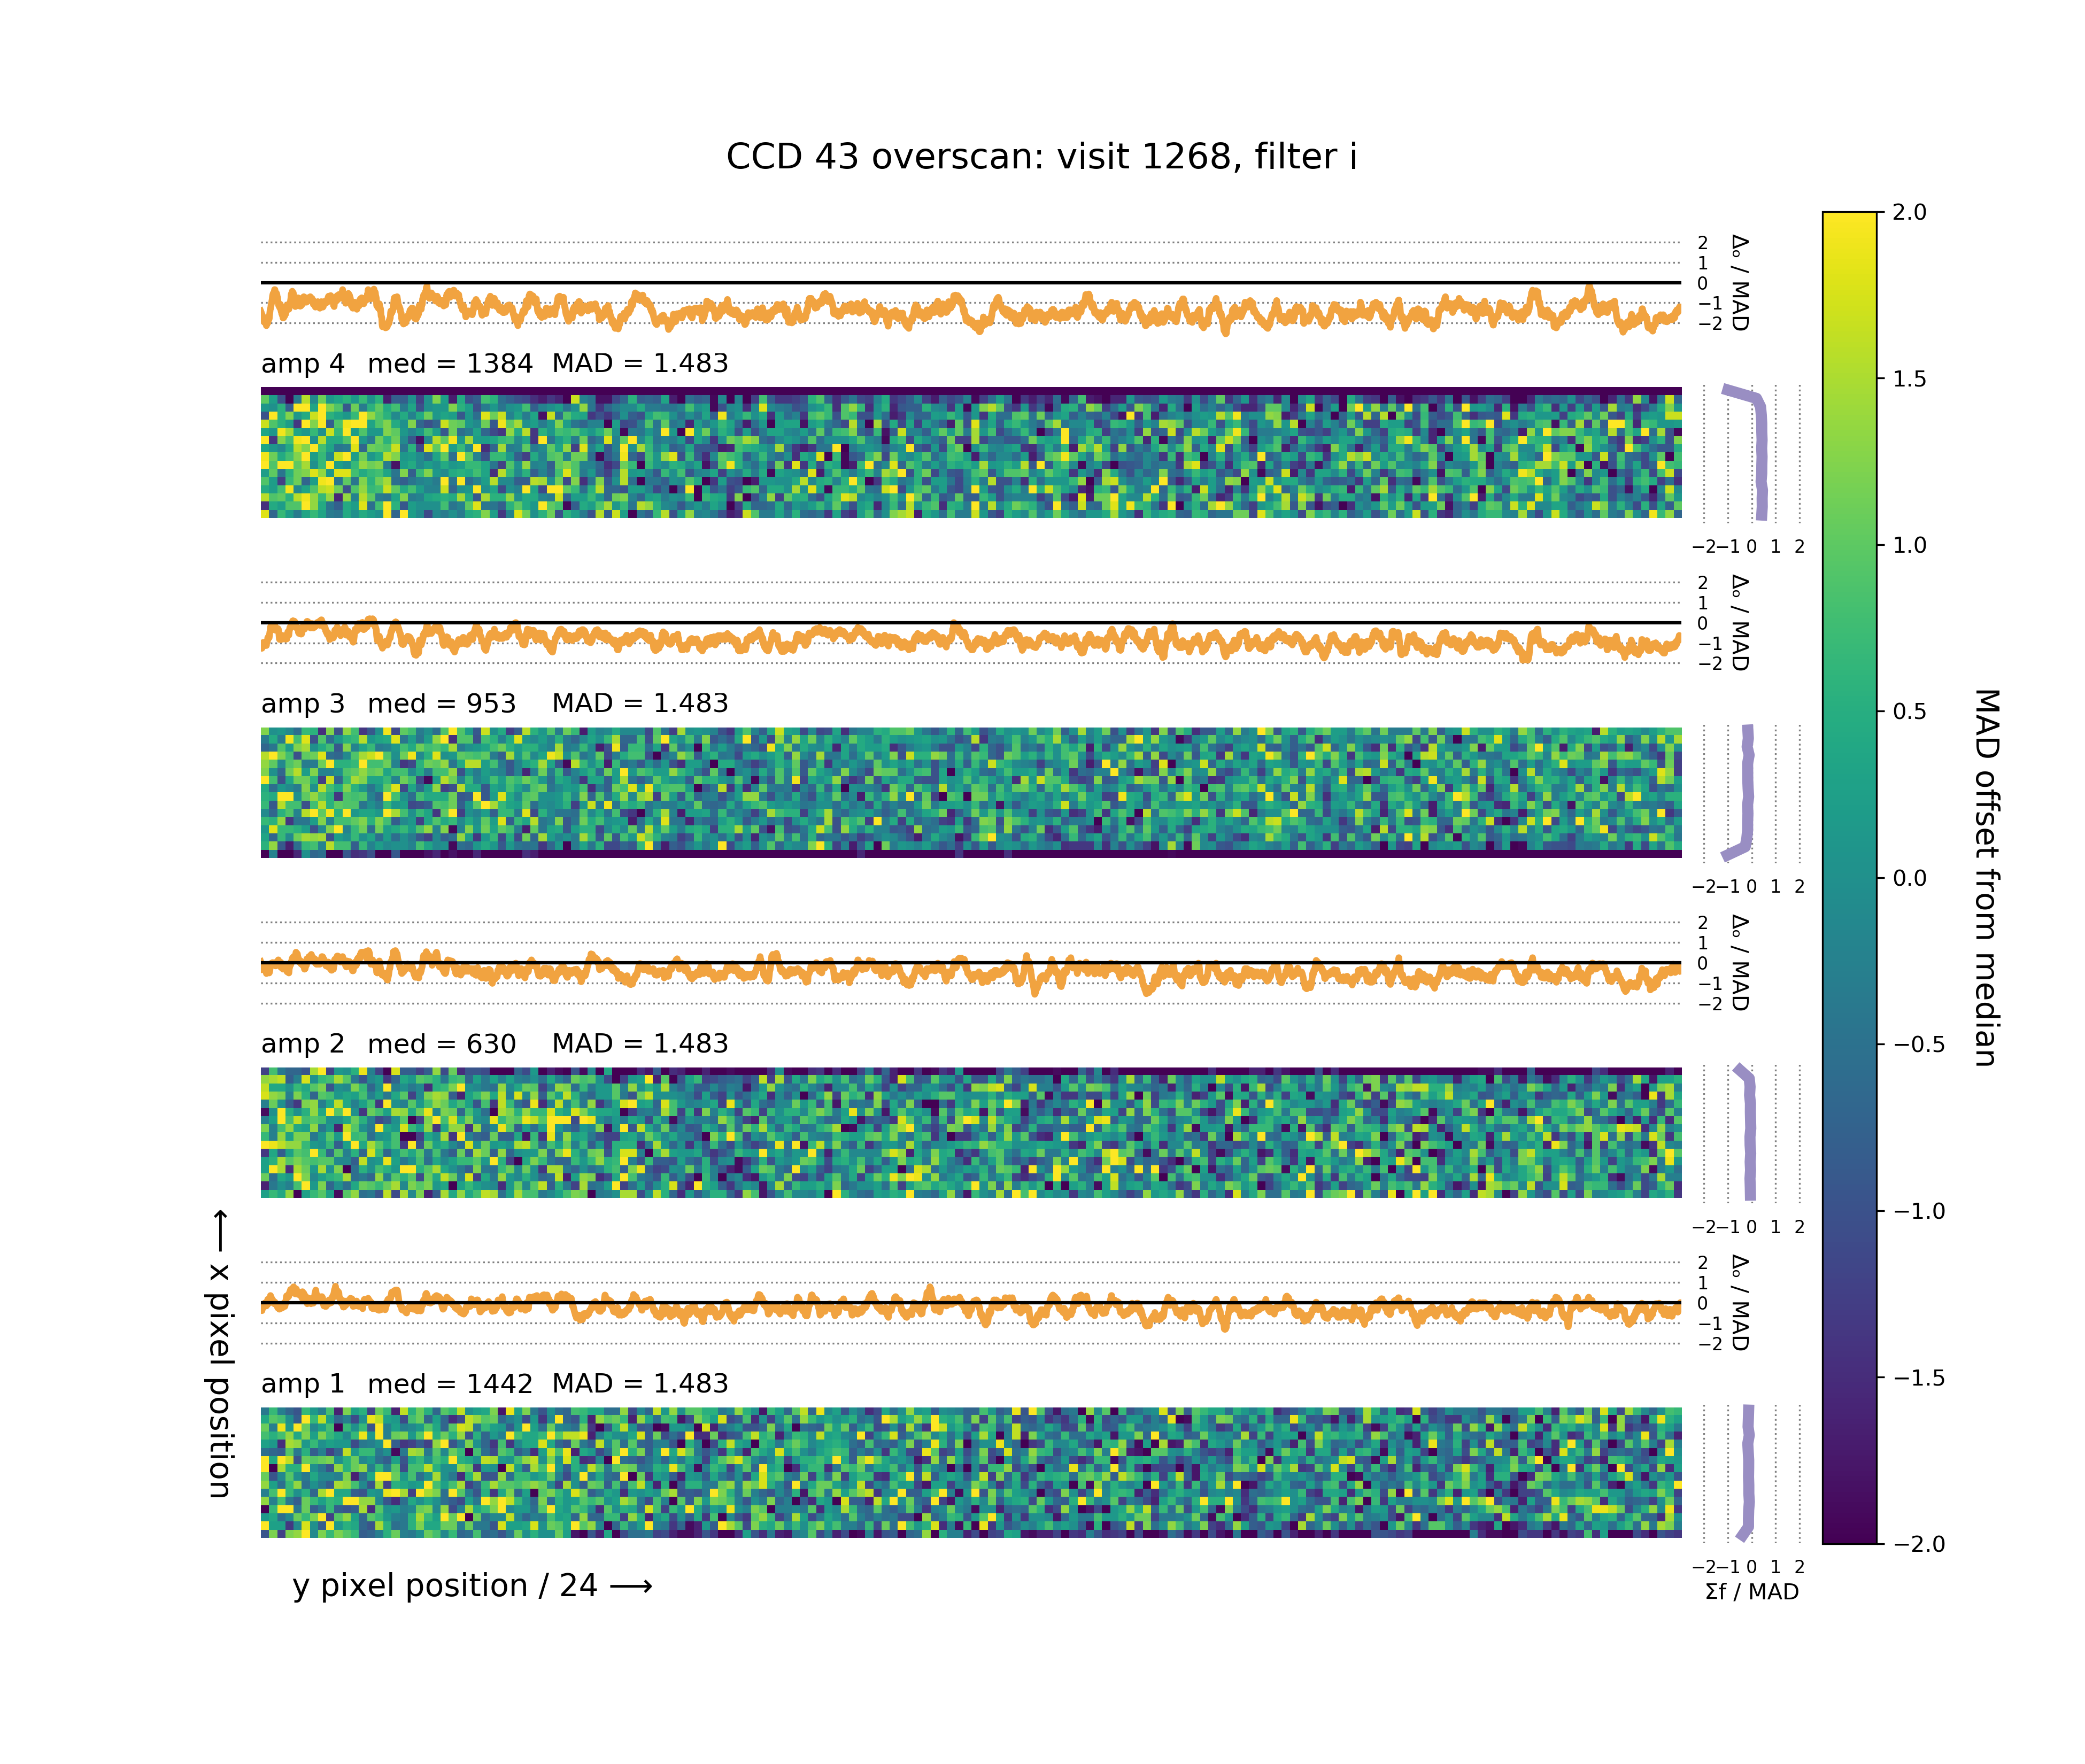 CCD 43 overscan: visit 1268, filter i
2
1
0
−1
−2
Δₒ / MAD
amp 4 med = 1384 MAD = 1.483
−2 −1 0 1 2
2
1
0
−1
−2
Δₒ / MAD
amp 3 med = 953 MAD = 1.483
−2 −1 0 1 2
2
1
0
−1
−2
Δₒ / MAD
amp 2 med = 630 MAD = 1.483
−2 −1 0 1 2
2
1
0
−1
−2
Δₒ / MAD
amp 1 med = 1442 MAD = 1.483
−2 −1 0 1 2
Σf / MAD
y pixel position / 24 ⟶
x pixel position ⟶
2.0
1.5
1.0
0.5
0.0
−0.5
−1.0
−1.5
−2.0
MAD offset from median